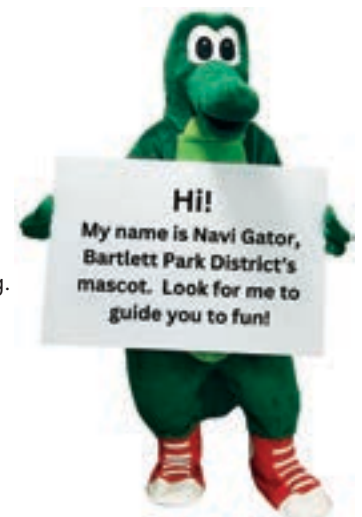 Hi!
My name is Navi Gator,
Bartlett Park District's
mascot.  Look for me to
guide you to fun!
g.